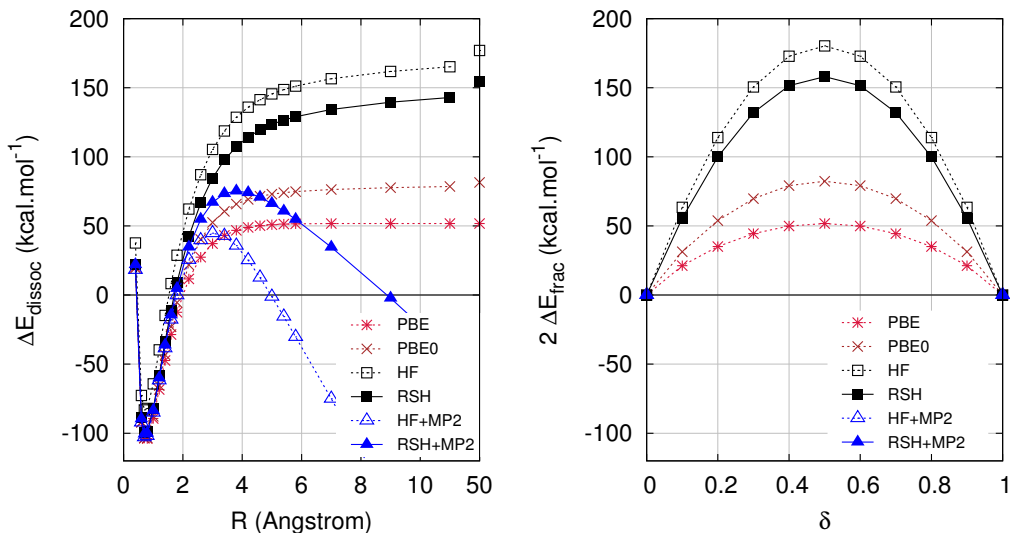 200
150
100
50
0
-50
-100
ΔE_dissoc (kcal.mol⁻¹)
PBE
PBE0
HF
RSH
HF+MP2
RSH+MP2
0 2 4 6 8 10 50
R (Angstrom)
200
150
100
50
0
-50
-100
2 ΔE_frac (kcal.mol⁻¹)
PBE
PBE0
HF
RSH
HF+MP2
RSH+MP2
0 0.2 0.4 0.6 0.8 1
δ